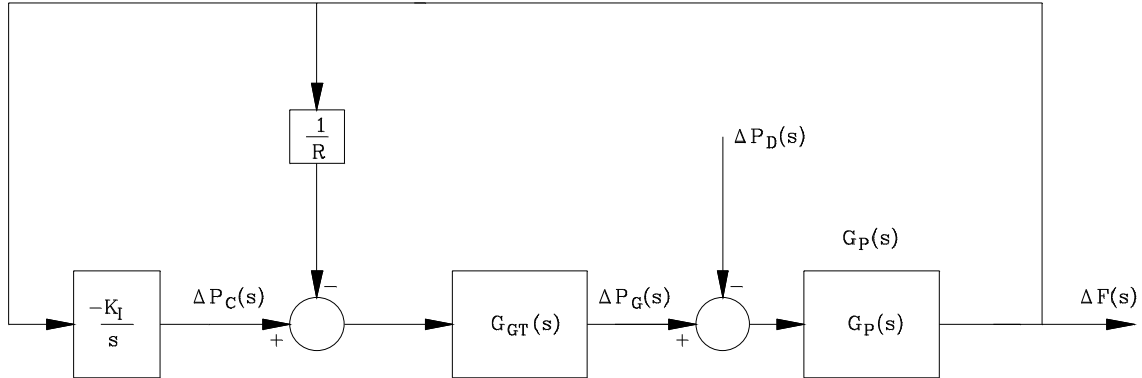 1
R
−
ΔP_D(s)
G_P(s)
−K_I
s
ΔP_C(s)
+
G_GT(s)
ΔP_G(s)
+
−
G_P(s)
ΔF(s)